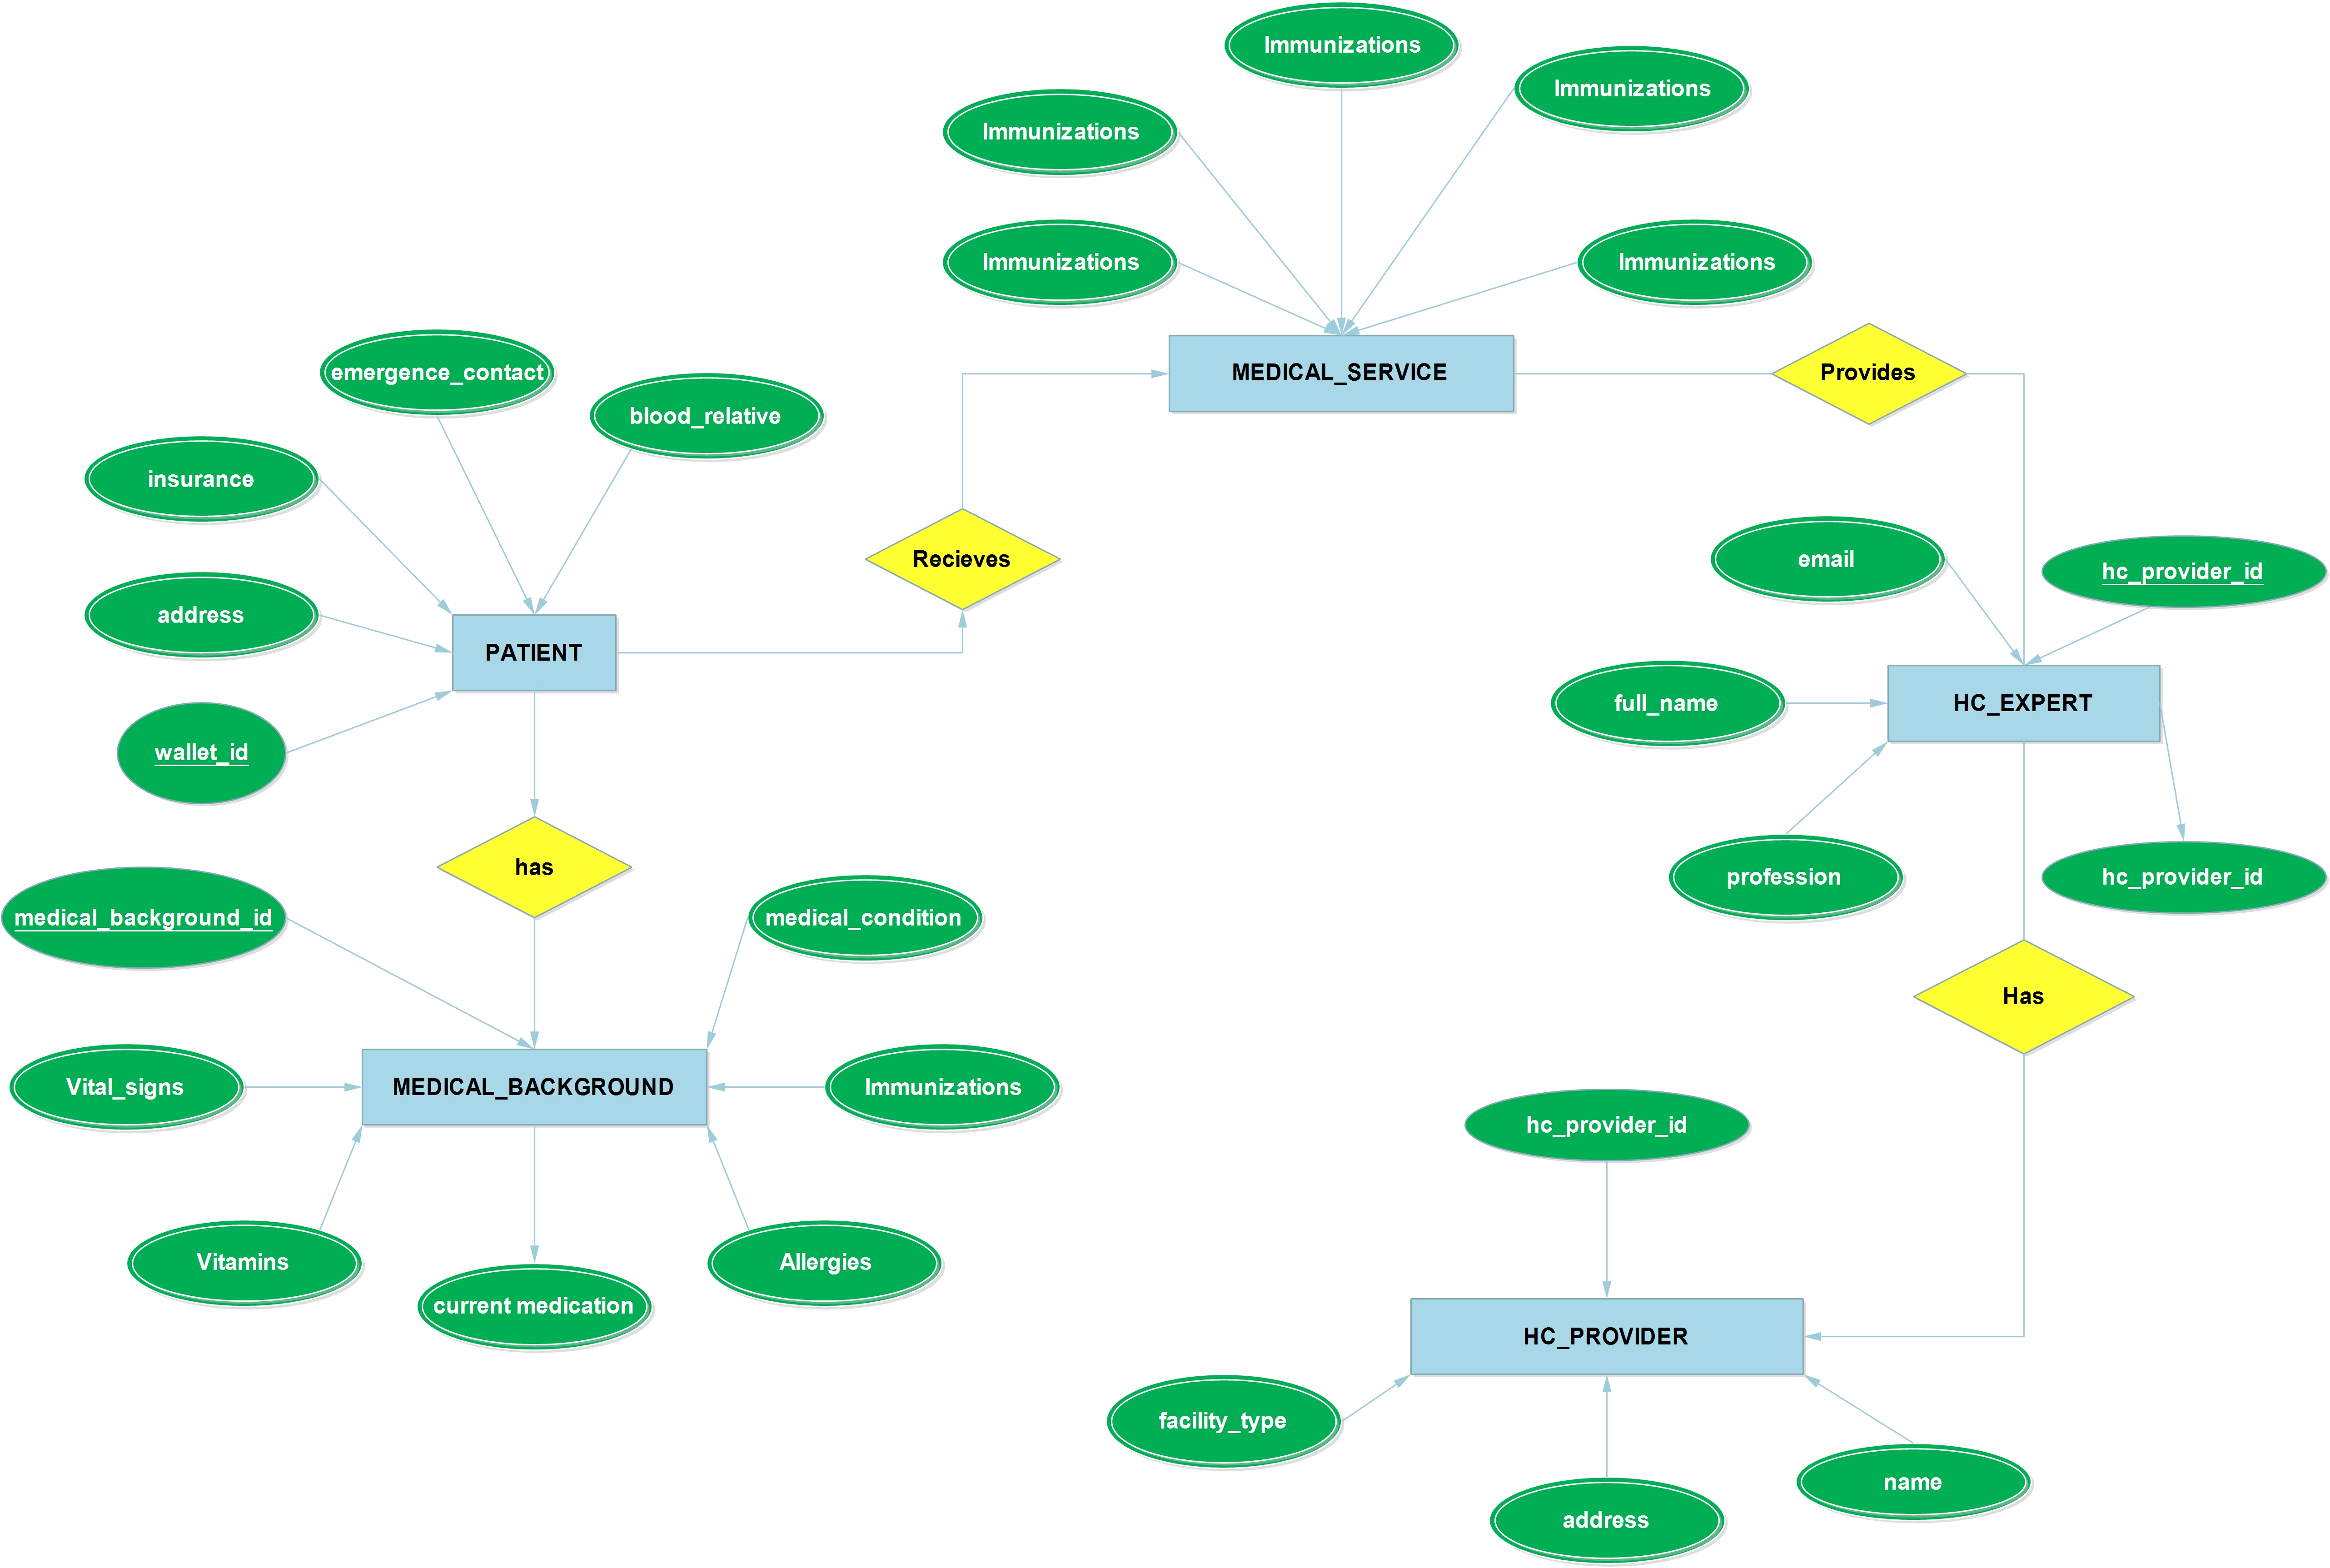 Immunizations
Immunizations
Immunizations
Immunizations
Immunizations
MEDICAL_SERVICE
Provides
emergence_contact
blood_relative
insurance
address
wallet_id
PATIENT
Recieves
email
hc_provider_id
full_name
HC_EXPERT
profession
hc_provider_id
has
medical_background_id
medical_condition
Vital_signs
MEDICAL_BACKGROUND
Immunizations
Vitamins
current medication
Allergies
Has
hc_provider_id
HC_PROVIDER
facility_type
address
name